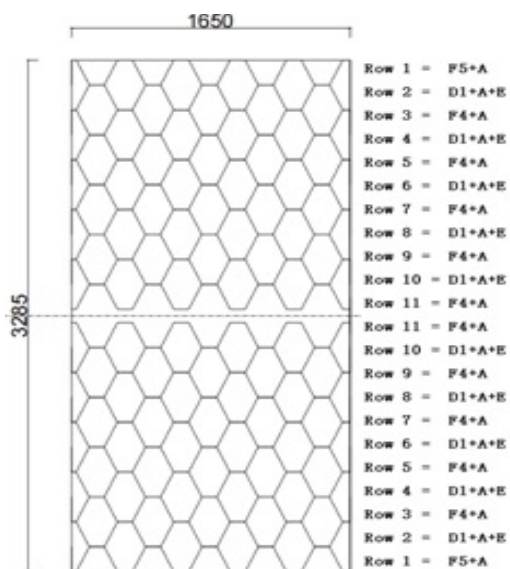 1650
Row 1 = F5+A
Row 2 = D1+A+E
Row 3 = F4+A
Row 4 = D1+A+E
Row 5 = F4+A
Row 6 = D1+A+E
Row 7 = F4+A
Row 8 = D1+A+E
Row 9 = F4+A
Row 10 = D1+A+E
Row 11 = F4+A
3285
Row 11 = F4+A
Row 10 = D1+A+E
Row 9 = F4+A
Row 8 = D1+A+E
Row 7 = F4+A
Row 6 = D1+A+E
Row 5 = F4+A
Row 4 = D1+A+E
Row 3 = F4+A
Row 2 = D1+A+E
Row 1 = F5+A